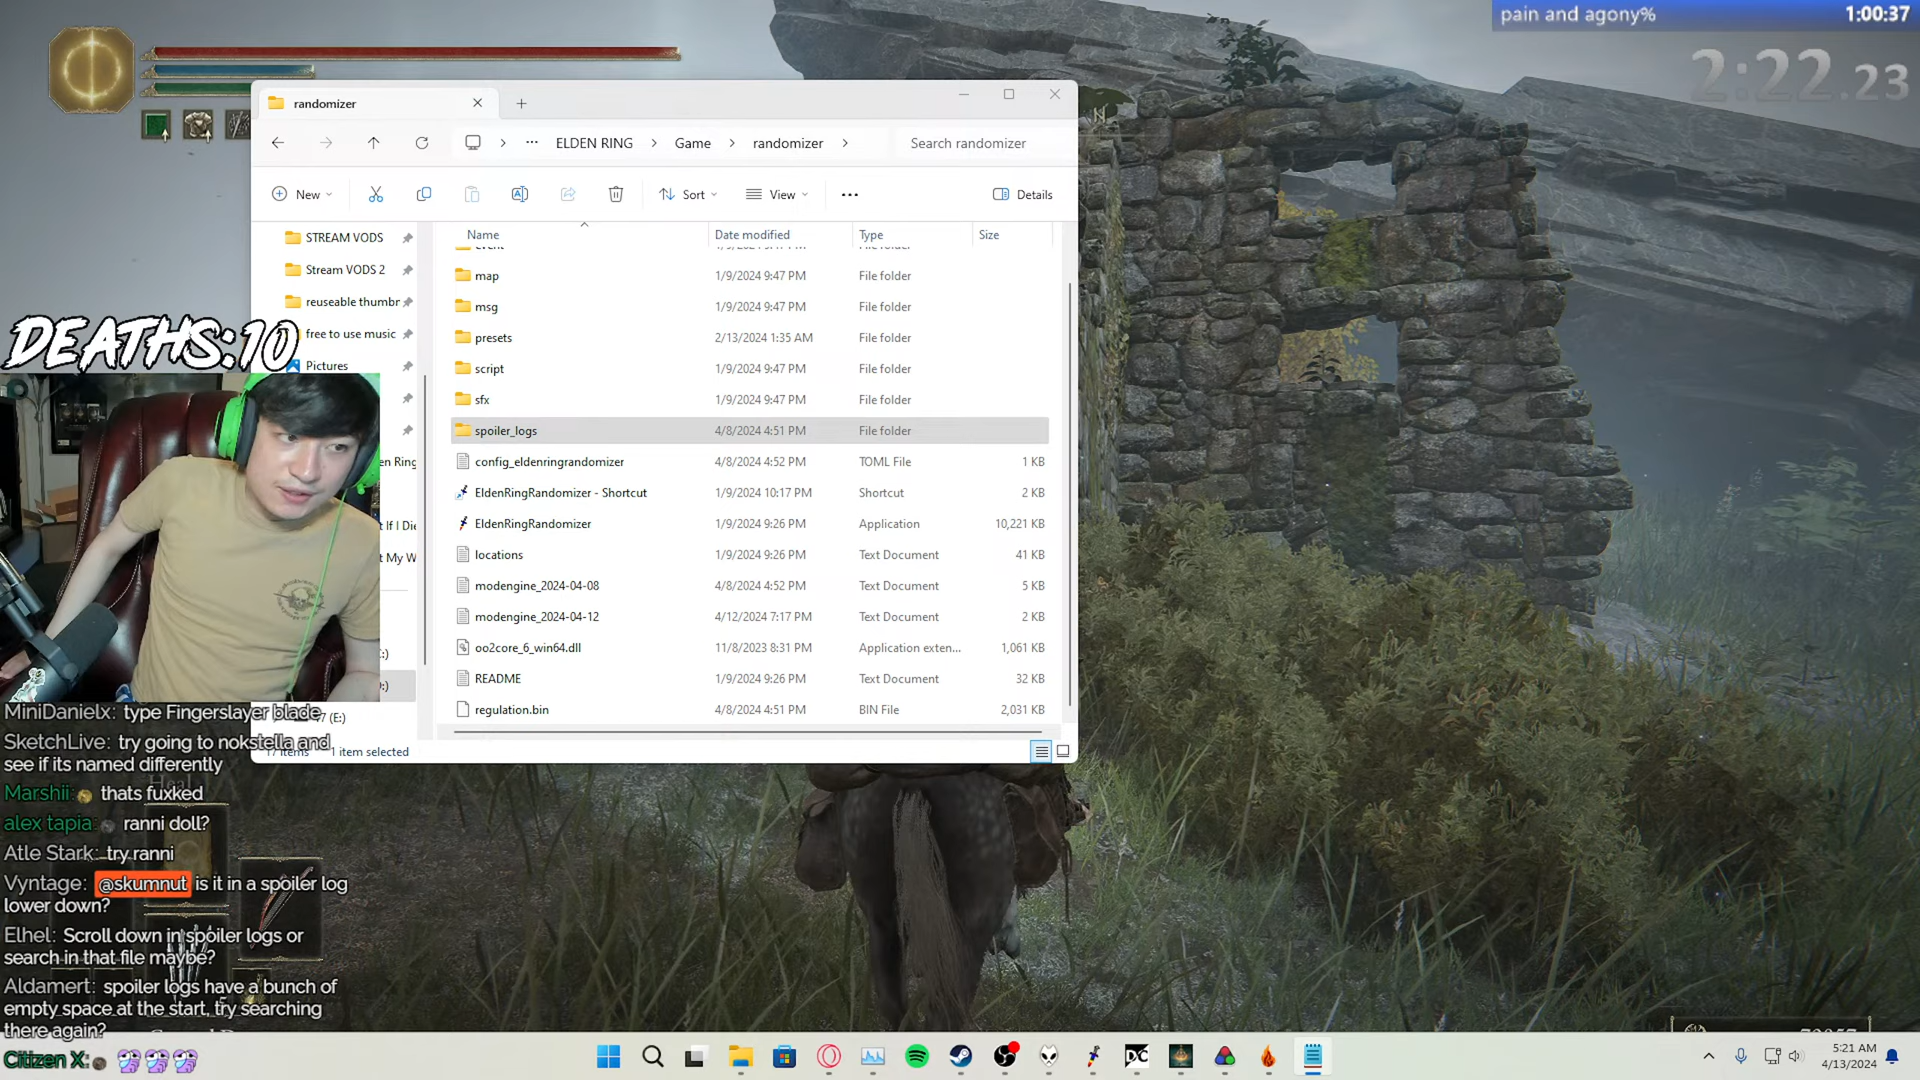 pain and agony% 1:00:37
2:22.23
randomizer
ELDEN RING Game randomizer Search randomizer
New Sort View Details
Name Date modified Type Size
STREAM VODS
Stream VODS 2
reuseable thumbr
free to use music
Pictures
en Ring
t If I Die
t My W
:)
:)
7 (E:)
map 1/9/2024 9:47 PM File folder
msg 1/9/2024 9:47 PM File folder
presets 2/13/2024 1:35 AM File folder
script 1/9/2024 9:47 PM File folder
sfx 1/9/2024 9:47 PM File folder
spoiler_logs 4/8/2024 4:51 PM File folder
config_eldenringrandomizer 4/8/2024 4:52 PM TOML File 1 KB
EldenRingRandomizer - Shortcut 1/9/2024 10:17 PM Shortcut 2 KB
EldenRingRandomizer 1/9/2024 9:26 PM Application 10,221 KB
locations 1/9/2024 9:26 PM Text Document 41 KB
modengine_2024-04-08 4/8/2024 4:52 PM Text Document 5 KB
modengine_2024-04-12 4/12/2024 7:17 PM Text Document 2 KB
oo2core_6_win64.dll 11/8/2023 8:31 PM Application exten... 1,061 KB
README 1/9/2024 9:26 PM Text Document 32 KB
regulation.bin 4/8/2024 4:51 PM BIN File 2,031 KB
17 items 1 item selected
DEATHS:10
MiniDanielx: type Fingerslayer blade
SketchLive: try going to nokstella and
see if its named differently
Marshii: thats fuxked
alex tapia: ranni doll?
Atle Stark: try ranni
Vyntage: @skumnut is it in a spoiler log
lower down?
Elhel: Scroll down in spoiler logs or
search in that file maybe?
Aldamert: spoiler logs have a bunch of
empty space at the start, try searching
there again?
Citizen X:
DC
5:21 AM
4/13/2024